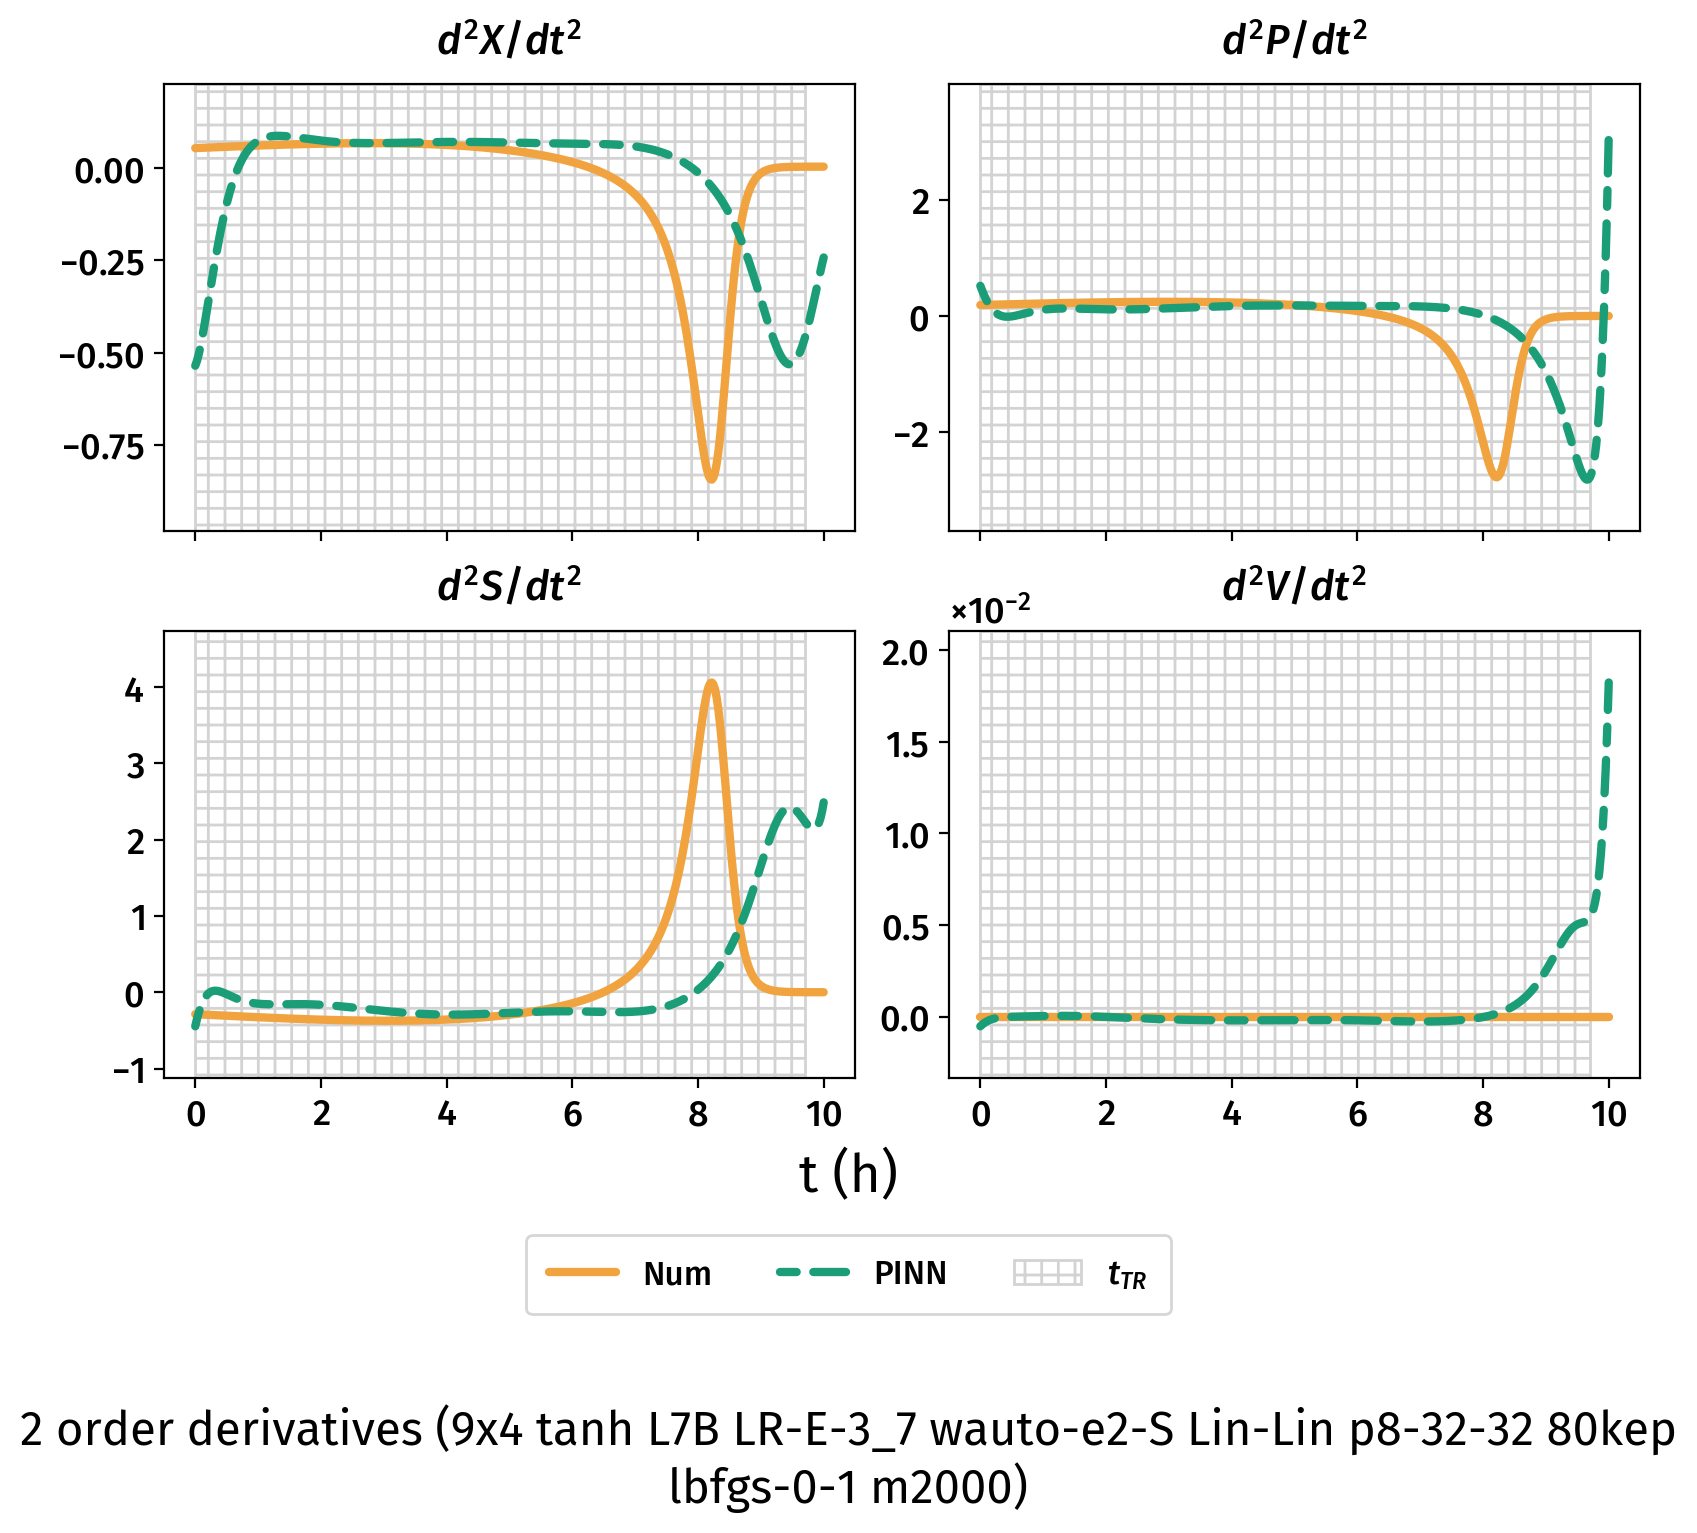 d²X/dt²
d²P/dt²
0.00
−0.25
−0.50
−0.75
2
0
−2
d²S/dt²
d²V/dt²
×10⁻²
4
3
2
1
0
−1
2.0
1.5
1.0
0.5
0.0
0 2 4 6 8 10
0 2 4 6 8 10
t (h)
Num PINN t_TR
2 order derivatives (9x4 tanh L7B LR-E-3_7 wauto-e2-S Lin-Lin p8-32-32 80kep
lbfgs-0-1 m2000)